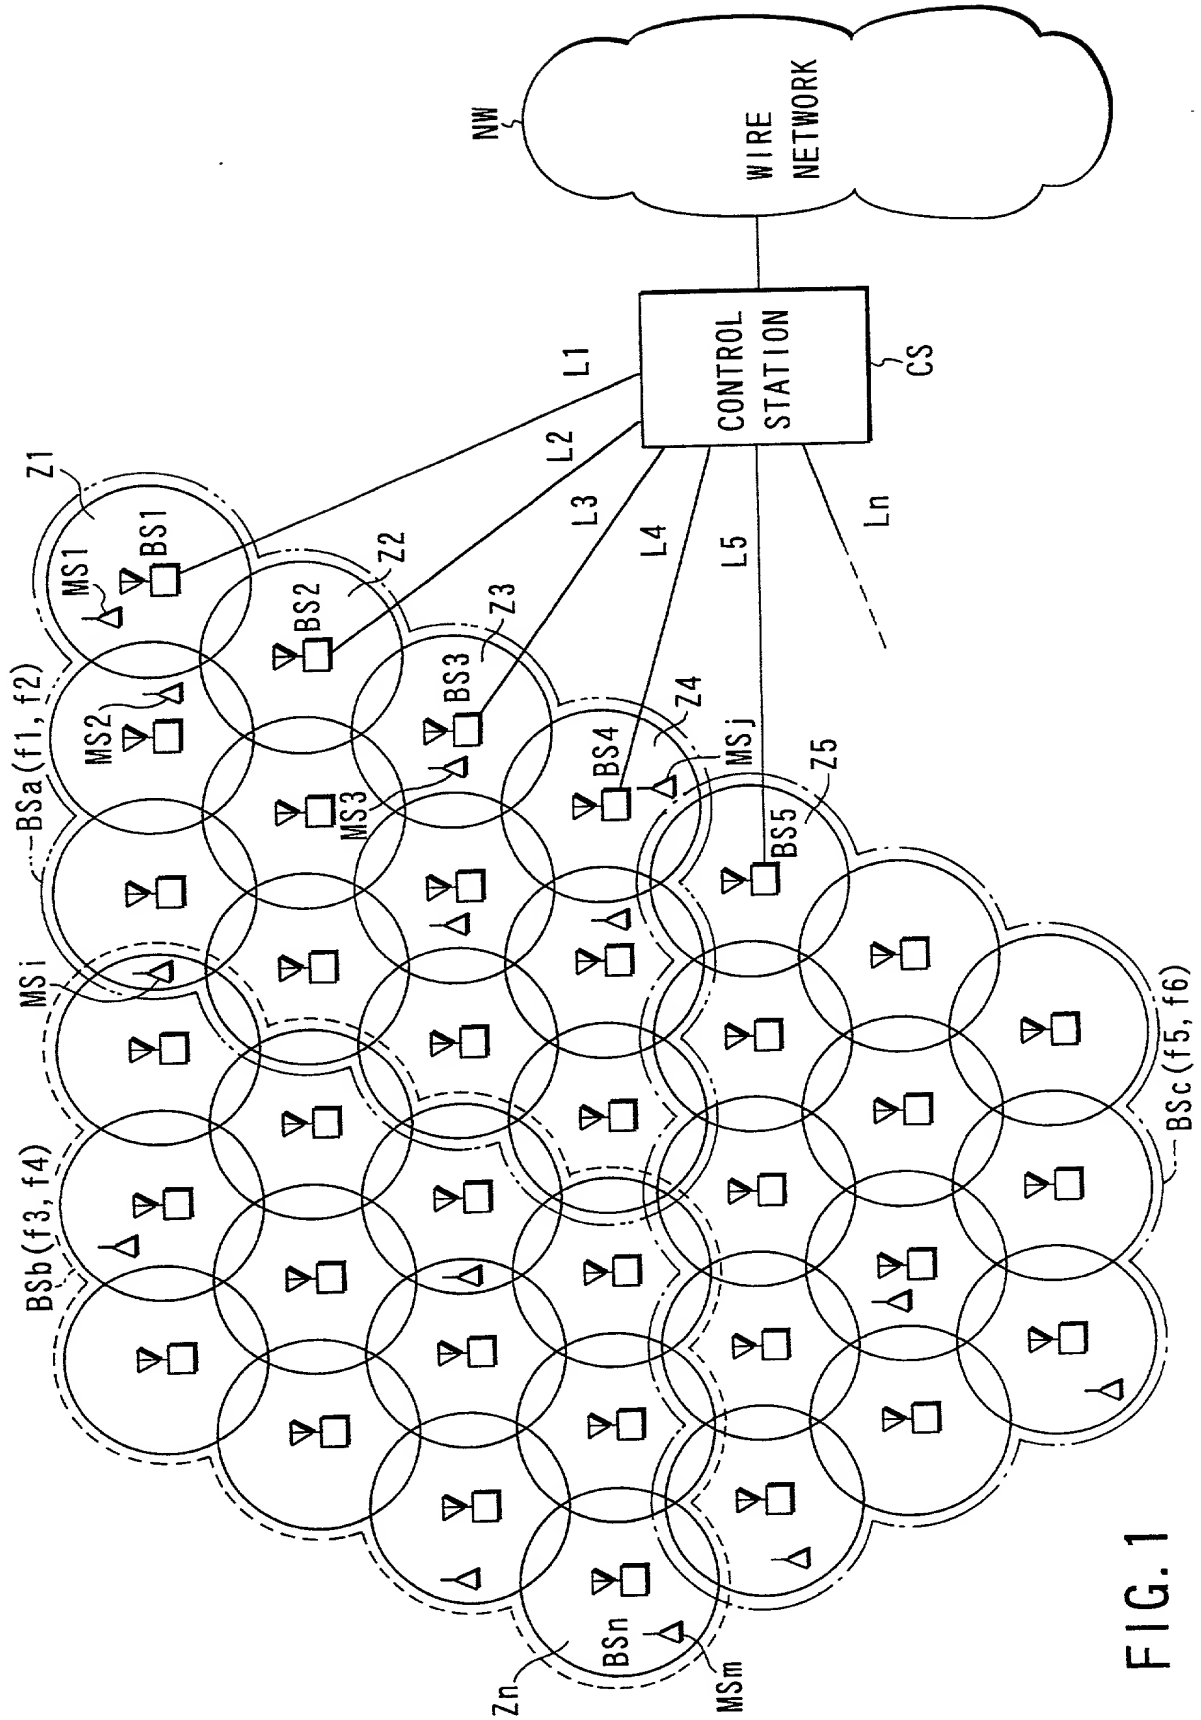 BSa(f1, f2)
BSb(f3, f4)
BSc(f5, f6)
Z1
MS1
BS1
MS2
Z2
BS2
MSi
Z3
BS3
MS3
Z4
BS4
MSj
Z5
BS5
Zn
BSn
MSm
L1
L2
L3
L4
L5
Ln
CONTROL
STATION
CS
NW
WIRE
NETWORK
FIG.1